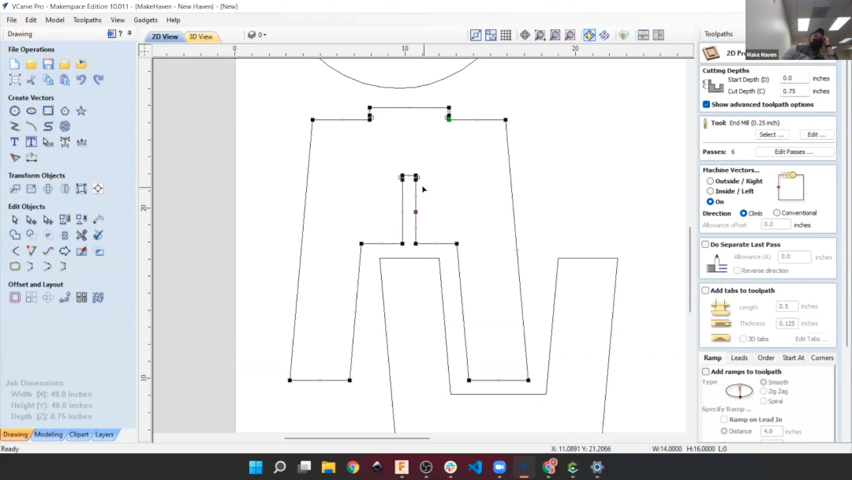 VCarve Pro - Makerspace Edition 10.011 - {MakeHaven - New Haven} - [New]
File Edit Model Toolpaths View Gadgets Help
Drawing
File Operations
Create Vectors
Transform Objects
Edit Objects
Offset and Layout
Job Dimensions
Width (X): 48.0 inches
Height (Y): 48.0 inches
Depth (Z): 0.75 inches
Drawing Modeling Clipart Layers
Ready
2D View 3D View
0
0 10 20
20
10
X: 11.0891 Y: 21.2066
W:14.0000 H:16.0000 L:0
Toolpaths
Make Haven
2D Pr
Cutting Depths
Start Depth (D) 0.0 inches
Cut Depth (C) 0.75 inches
Show advanced toolpath options
Tool: End Mill (0.25 inch)
Select ... Edit ...
Passes: 6 Edit Passes ...
Machine Vectors...
Outside / Right
Inside / Left
On
Direction Climb Conventional
Allowance offset 0.0 inches
Do Separate Last Pass
Allowance (A) 0.0 inches
Reverse direction
Add tabs to toolpath
Length 0.5 inches
Thickness 0.125 inches
3D tabs Edit Tabs ...
Ramp Leads Order Start At Corners
Add ramps to toolpath
Type Smooth
Zig Zag
Spiral
Specify Ramp ...
Ramp on Lead In
Distance 4.0 inches